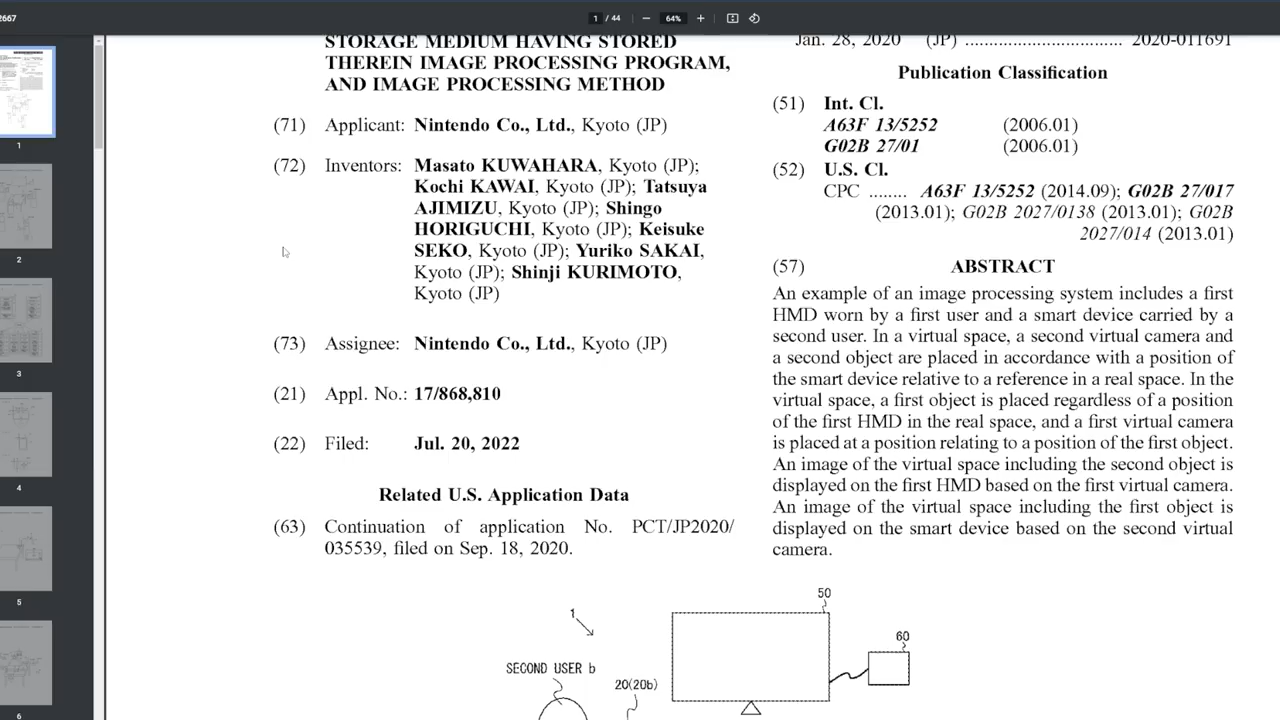 2667
1 / 44
64%
STORAGE MEDIUM HAVING STORED
THEREIN IMAGE PROCESSING PROGRAM,
AND IMAGE PROCESSING METHOD
(71) Applicant: Nintendo Co., Ltd., Kyoto (JP)
(72) Inventors: Masato KUWAHARA, Kyoto (JP);
Kochi KAWAI, Kyoto (JP); Tatsuya
AJIMIZU, Kyoto (JP); Shingo
HORIGUCHI, Kyoto (JP); Keisuke
SEKO, Kyoto (JP); Yuriko SAKAI,
Kyoto (JP); Shinji KURIMOTO,
Kyoto (JP)
(73) Assignee: Nintendo Co., Ltd., Kyoto (JP)
(21) Appl. No.: 17/868,810
(22) Filed: Jul. 20, 2022
Related U.S. Application Data
(63) Continuation of application No. PCT/JP2020/
035539, filed on Sep. 18, 2020.
Jan. 28, 2020 (JP) ................................ 2020-011691
Publication Classification
(51) Int. Cl.
A63F 13/5252 (2006.01)
G02B 27/01 (2006.01)
(52) U.S. Cl.
CPC ........ A63F 13/5252 (2014.09); G02B 27/017
(2013.01); G02B 2027/0138 (2013.01); G02B
2027/014 (2013.01)
(57) ABSTRACT
An example of an image processing system includes a first
HMD worn by a first user and a smart device carried by a
second user. In a virtual space, a second virtual camera and
a second object are placed in accordance with a position of
the smart device relative to a reference in a real space. In the
virtual space, a first object is placed regardless of a position
of the first HMD in the real space, and a first virtual camera
is placed at a position relating to a position of the first object.
An image of the virtual space including the second object is
displayed on the first HMD based on the first virtual camera.
An image of the virtual space including the first object is
displayed on the smart device based on the second virtual
camera.
1
50
60
SECOND USER b
20(20b)
1
2
3
4
5
6